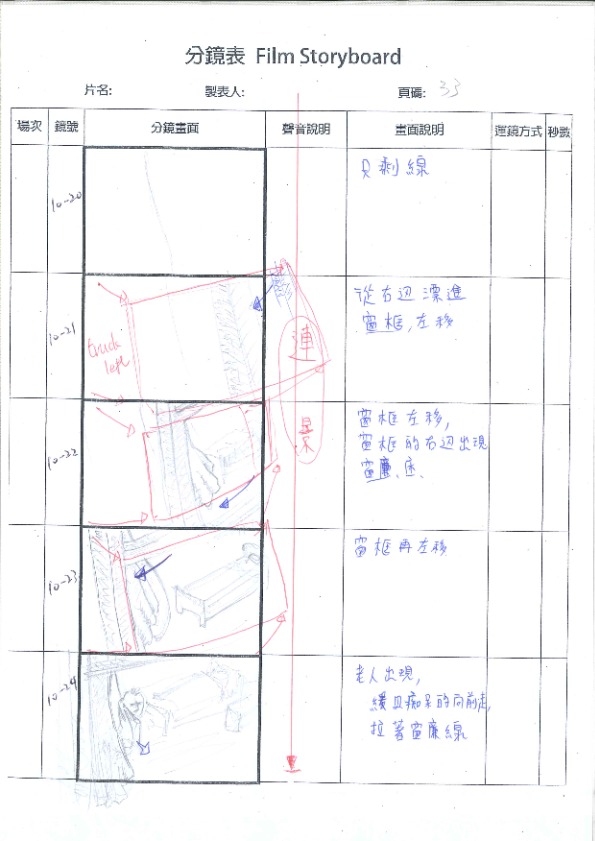 分鏡表 Film Storyboard
片名: 製表人: 頁碼: 33
場次 鏡號 分鏡畫面 聲音說明 畫面說明 運鏡方式 秒數
10-20
只剩線
10-21
truck
left
連
景
從右边漂進
窗框,左移
10-22
窗框左移,
窗框的右边出現
窗簾、床、
10-23
窗框再左移
10-24
老人出現,
緩且痴呆的向前走,
拉著窗簾線